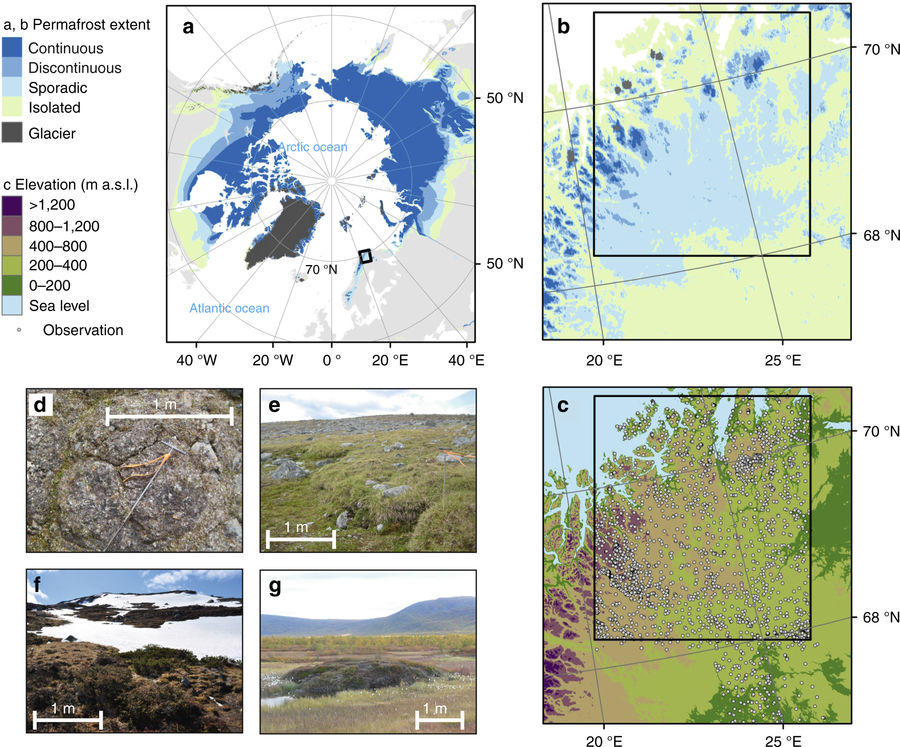 a, b Permafrost extent
Continuous
Discontinuous
Sporadic
Isolated
Glacier
c Elevation (m a.s.l.)
>1,200
800–1,200
400–800
200–400
0–200
Sea level
Observation
a
Arctic ocean
70 °N
Atlantic ocean
50 °N
50 °N
40 °W
20 °W
0 °
20 °E
40 °E
b
70 °N
68 °N
20 °E
25 °E
d
1 m
e
1 m
f
1 m
g
1 m
c
70 °N
68 °N
20 °E
25 °E